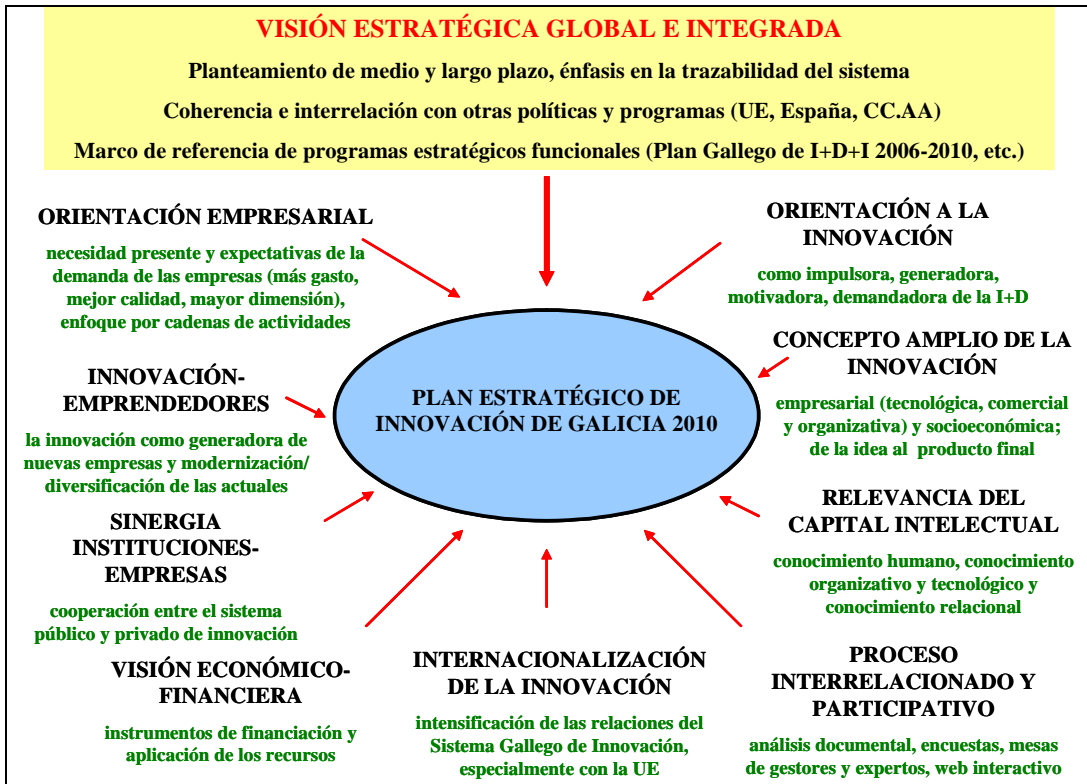 VISIÓN ESTRATÉGICA GLOBAL E INTEGRADA
Planteamiento de medio y largo plazo, énfasis en la trazabilidad del sistema
Coherencia e interrelación con otras políticas y programas (UE, España, CC.AA)
Marco de referencia de programas estratégicos funcionales (Plan Gallego de I+D+I 2006-2010, etc.)
ORIENTACIÓN EMPRESARIAL
necesidad presente y expectativas de la
demanda de las empresas (más gasto,
mejor calidad, mayor dimensión),
enfoque por cadenas de actividades
ORIENTACIÓN A LA
INNOVACIÓN
como impulsora, generadora,
motivadora, demandadora de la I+D
INNOVACIÓN-
EMPRENDEDORES
la innovación como generadora de
nuevas empresas y modernización/
diversificación de las actuales
PLAN ESTRATÉGICO DE
INNOVACIÓN DE GALICIA 2010
CONCEPTO AMPLIO DE LA
INNOVACIÓN
empresarial (tecnológica, comercial
y organizativa) y socioeconómica;
de la idea al producto final
SINERGIA
INSTITUCIONES-
EMPRESAS
cooperación entre el sistema
público y privado de innovación
RELEVANCIA DEL
CAPITAL INTELECTUAL
conocimiento humano, conocimiento
organizativo y tecnológico y
conocimiento relacional
VISIÓN ECONÓMICO-
FINANCIERA
instrumentos de financiación y
aplicación de los recursos
INTERNACIONALIZACIÓN
DE LA INNOVACIÓN
intensificación de las relaciones del
Sistema Gallego de Innovación,
especialmente con la UE
PROCESO
INTERRELACIONADO Y
PARTICIPATIVO
análisis documental, encuestas, mesas
de gestores y expertos, web interactivo